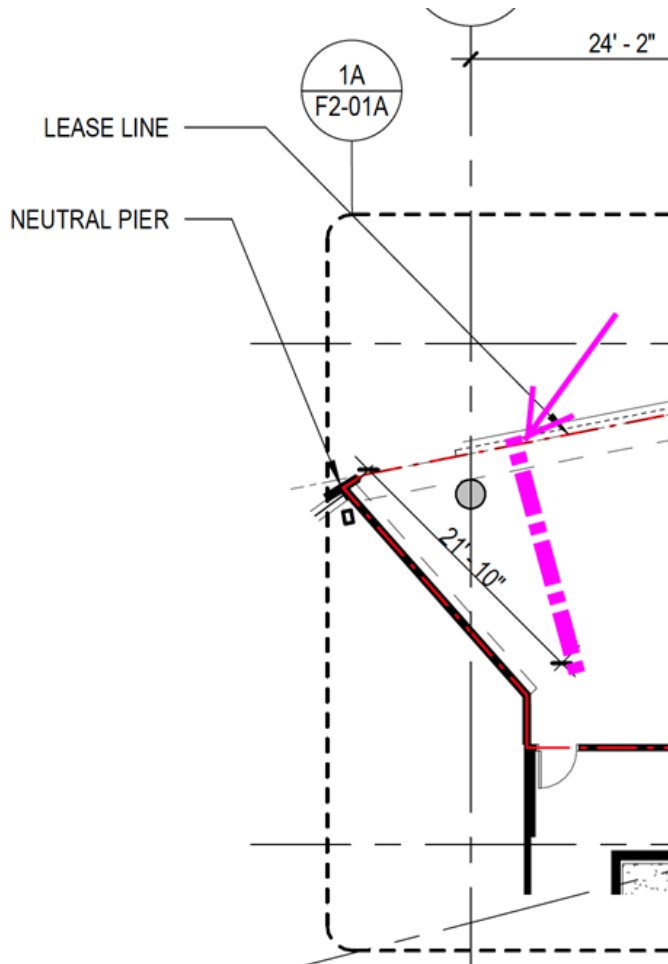 24' - 2"
1A
F2-01A
LEASE LINE
NEUTRAL PIER
21' - 10"